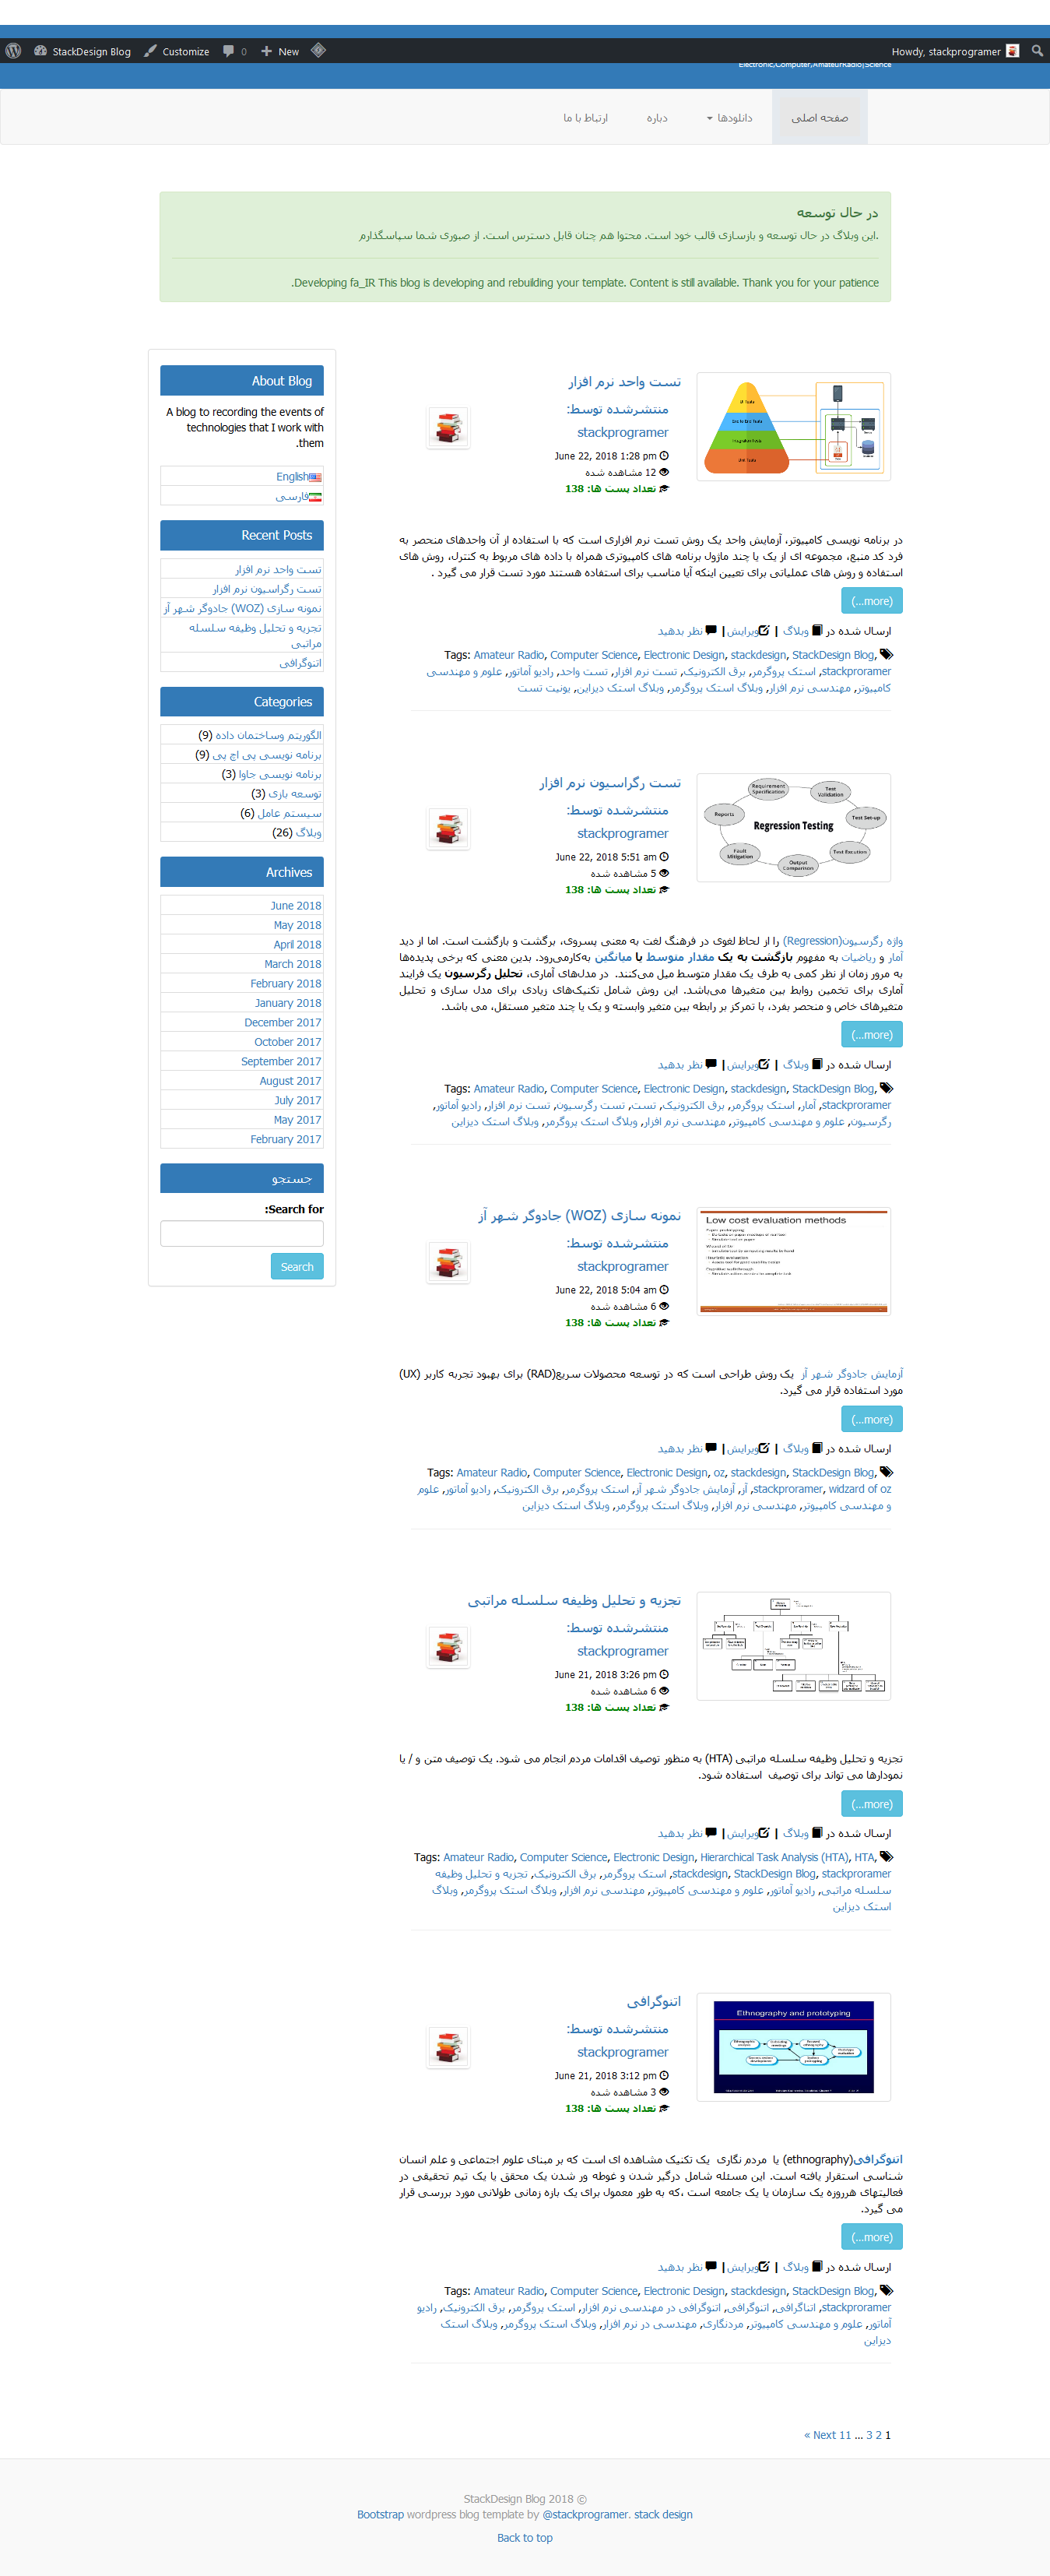 StackDesign Blog
Customize
0
New
Howdy, stackprogramer
Electronic,Computer,AmateurRadio|Science
صفحه اصلی
دانلودها
دباره
ارتباط با ما
در حال توسعه
.این وبلاگ در حال توسعه و بازسازی قالب خود است. محتوا هم چنان قابل دسترس است. از صبوری شما سپاسگذارم
.Developing fa_IR This blog is developing and rebuilding your template. Content is still available. Thank you for your patience
تست واحد نرم افزار
منتشرشده توسط:
stackprogramer
June 22, 2018 1:28 pm
12 مشاهده شده
تعداد پست ها: 138
در برنامه نویسی کامپیوتر، آزمایش واحد یک روش تست نرم افزاری است که با استفاده از آن واحدهای منحصر به
فرد کد منبع، مجموعه ای از یک یا چند ماژول برنامه های کامپیوتری همراه با داده های مربوط به کنترل، روش های
استفاده و روش های عملیاتی برای تعیین اینکه آیا مناسب برای استفاده هستند مورد تست قرار می گیرد .
(more…)
ارسال شده در وبلاگ | ویرایش | نظر بدهید
Tags: Amateur Radio, Computer Science, Electronic Design, stackdesign, StackDesign Blog,
stackproramer, استک پروگرمر, برق الکترونیک, تست نرم افزار, تست واحد, رادیو آماتور, علوم و مهندسی
کامپیوتر, مهندسی نرم افزار, وبلاگ استک پروگرمر, وبلاگ استک دیزاین, یونیت تست
تست رگراسیون نرم افزار
Requirement Specification
Test Validation
Reports
Test Set-up
Regression Testing
Fault Mitigation
Test Excution
Output Comparison
منتشرشده توسط:
stackprogramer
June 22, 2018 5:51 am
5 مشاهده شده
تعداد پست ها: 138
واژه رگرسیون(Regression) را از لحاظ لغوی در فرهنگ لغت به معنی پسروی، برگشت و بازگشت است. اما از دید
آمار و ریاضیات به مفهوم بازگشت به یک مقدار متوسط یا میانگین به‌کارمی‌رود. بدین معنی که برخی پدیده‌ها
به مرور زمان از نظر کمی به طرف یک مقدار متوسط میل می‌کنند. در مدل‌های آماری، تحلیل رگرسیون یک فرایند
آماری برای تخمین روابط بین متغیرها می‌باشد. این روش شامل تکنیک‌های زیادی برای مدل سازی و تحلیل
متغیرهای خاص و منحصر بفرد، با تمرکز بر رابطه بین متغیر وابسته و یک یا چند متغیر مستقل، می باشد.
(more…)
ارسال شده در وبلاگ | ویرایش | نظر بدهید
Tags: Amateur Radio, Computer Science, Electronic Design, stackdesign, StackDesign Blog,
stackproramer, آمار, استک پروگرمر, برق الکترونیک, تست, تست رگرسیون, تست نرم افزار, رادیو آماتور,
رگرسیون, علوم و مهندسی کامپیوتر, مهندسی نرم افزار, وبلاگ استک پروگرمر, وبلاگ استک دیزاین
نمونه سازی (WOZ) جادوگر شهر آز
Low cost evaluation methods
منتشرشده توسط:
stackprogramer
June 22, 2018 5:04 am
6 مشاهده شده
تعداد پست ها: 138
آزمایش جادوگر شهر آز یک روش طراحی است که در توسعه محصولات سریع(RAD) برای بهبود تجربه کاربر (UX)
مورد استفاده قرار می گیرد.
(more…)
ارسال شده در وبلاگ | ویرایش | نظر بدهید
Tags: Amateur Radio, Computer Science, Electronic Design, oz, stackdesign, StackDesign Blog,
stackproramer, widzard of oz, آز, آزمایش جادوگر شهر آز, استک پروگرمر, برق الکترونیک, رادیو آماتور, علوم
و مهندسی کامپیوتر, مهندسی نرم افزار, وبلاگ استک پروگرمر, وبلاگ استک دیزاین
تجزیه و تحلیل وظیفه سلسله مراتبی
منتشرشده توسط:
stackprogramer
June 21, 2018 3:26 pm
6 مشاهده شده
تعداد پست ها: 138
تجزیه و تحلیل وظیفه سلسله مراتبی (HTA) به منظور توصیف اقدامات مردم انجام می شود. یک توصیف متن و / یا
نمودارها می تواند برای توصیف استفاده شود.
(more…)
ارسال شده در وبلاگ | ویرایش | نظر بدهید
Tags: Amateur Radio, Computer Science, Electronic Design, Hierarchical Task Analysis (HTA), HTA,
stackdesign, StackDesign Blog, stackproramer, استک پروگرمر, برق الکترونیک, تجزیه و تحلیل وظیفه
سلسله مراتبی, رادیو آماتور, علوم و مهندسی کامپیوتر, مهندسی نرم افزار, وبلاگ استک پروگرمر, وبلاگ
استک دیزاین
اتنوگرافی
Ethnography and prototyping
منتشرشده توسط:
stackprogramer
June 21, 2018 3:12 pm
3 مشاهده شده
تعداد پست ها: 138
اتنوگرافی(ethnography) یا مردم نگاری یک تکنیک مشاهده ای است که بر مبنای علوم اجتماعی و علم انسان
شناسی استقرار یافته است. این مسئله شامل درگیر شدن و غوطه ور شدن یک محقق یا یک تیم تحقیقی در
فعالیتهای هرروزه یک سازمان یا یک جامعه است ،که به طور معمول برای یک بازه زمانی طولانی مورد بررسی قرار
می گیرد.
(more…)
ارسال شده در وبلاگ | ویرایش | نظر بدهید
Tags: Amateur Radio, Computer Science, Electronic Design, stackdesign, StackDesign Blog,
stackproramer, اتناگرافی, اتنوگرافی, اتنوگرافی در مهندسی نرم افزار, استک پروگرمر, برق الکترونیک, رادیو
آماتور, علوم و مهندسی کامپیوتر, مردنگاری, مهندسی در نرم افزار, وبلاگ استک پروگرمر, وبلاگ استک
دیزاین
1 2 3 … 11 Next »
About Blog
A blog to recording the events of
technologies that I work with
.them
English
فارسی
Recent Posts
تست واحد نرم افزار
تست رگراسیون نرم افزار
نمونه سازی (WOZ) جادوگر شهر آز
تجزیه و تحلیل وظیفه سلسله
مراتبی
اتنوگرافی
Categories
الگوریتم وساختمان داده (9)
برنامه نویسی پی اچ پی (9)
برنامه نویسی جاوا (3)
توسعه بازی (3)
سیستم عامل (6)
وبلاگ (26)
Archives
June 2018
May 2018
April 2018
March 2018
February 2018
January 2018
December 2017
October 2017
September 2017
August 2017
July 2017
May 2017
February 2017
جستجو
:Search for
Search
StackDesign Blog 2018 ©
Bootstrap wordpress blog template by @stackprogramer. stack design
Back to top